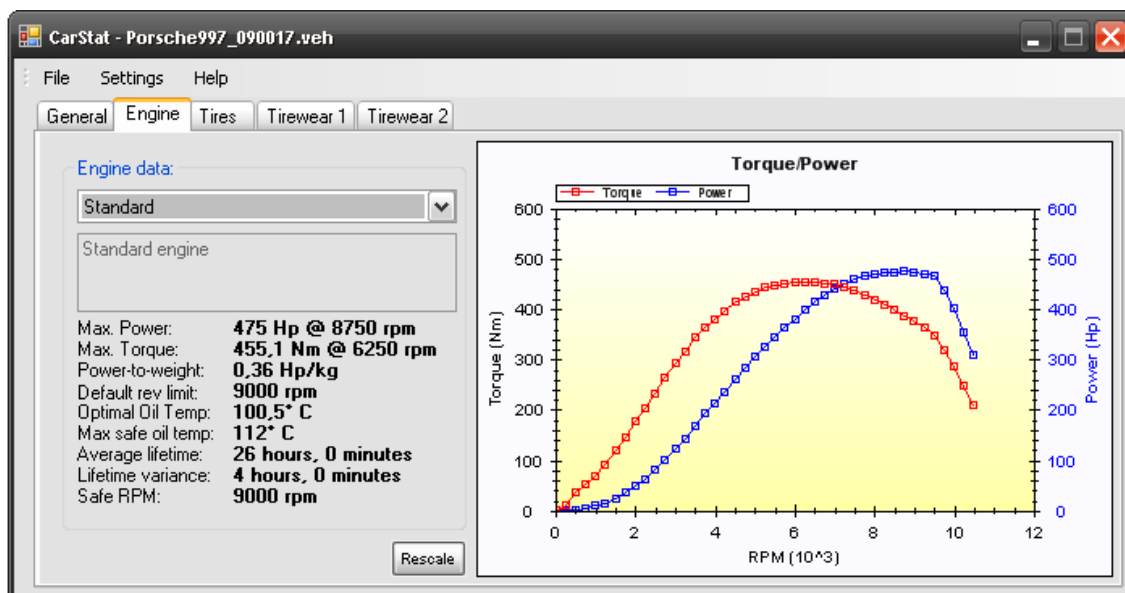 CarStat - Porsche997_090017.veh
File Settings Help
General Engine Tires Tirewear 1 Tirewear 2
Engine data:
Standard
Standard engine
Max. Power: 475 Hp @ 8750 rpm
Max. Torque: 455,1 Nm @ 6250 rpm
Power-to-weight: 0,36 Hp/kg
Default rev limit: 9000 rpm
Optimal Oil Temp: 100,5* C
Max safe oil temp: 112* C
Average lifetime: 26 hours, 0 minutes
Lifetime variance: 4 hours, 0 minutes
Safe RPM: 9000 rpm
Rescale
Torque/Power
Torque Power
600 600
500 500
400 400
300 300
200 200
100 100
0 0
Torque (Nm)
Power (Hp)
0 2 4 6 8 10 12
RPM (10^3)